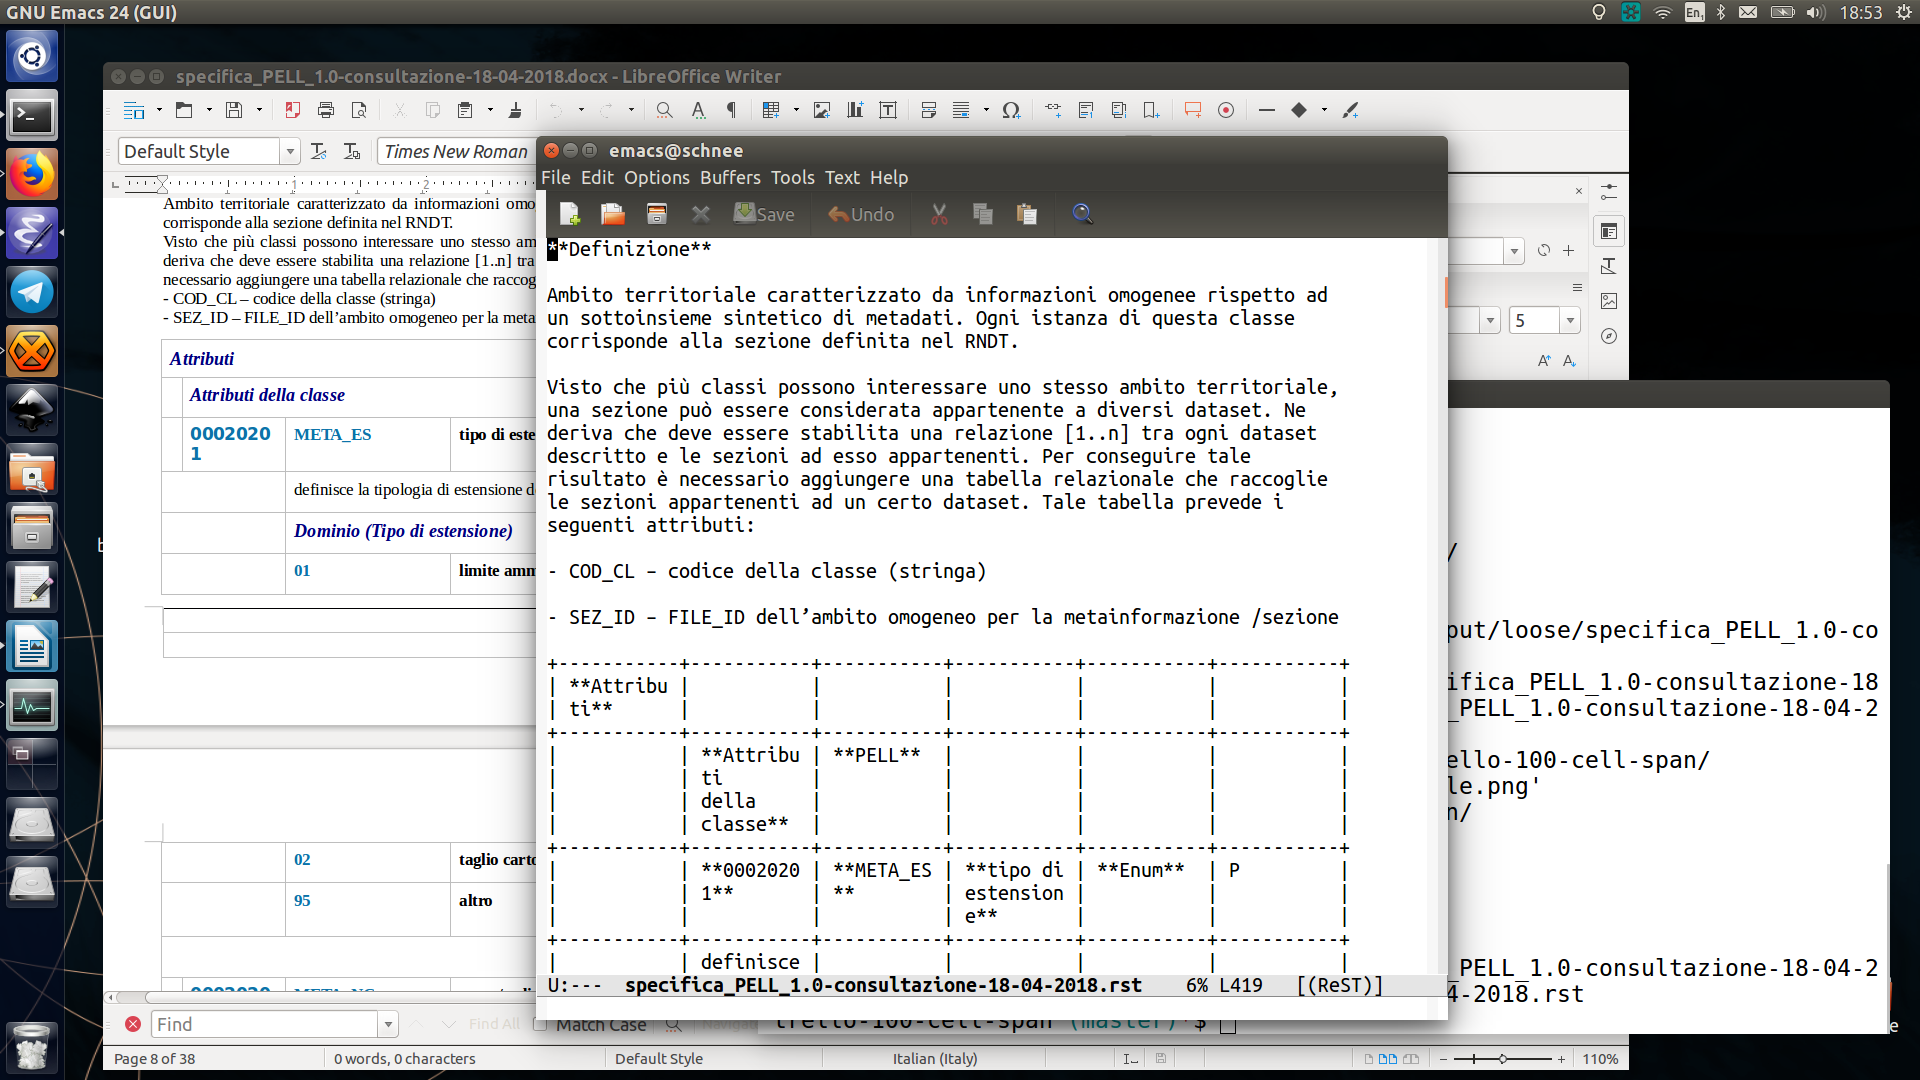 GNU Emacs 24 (GUI)
En1
18:53
specifica_PELL_1.0-consultazione-18-04-2018.docx - LibreOffice Writer
Default Style
Times New Roman
1
2
Ambito territoriale caratterizzato da informazioni omo
corrisponde alla sezione definita nel RNDT.
Visto che più classi possono interessare uno stesso am
deriva che deve essere stabilita una relazione [1..n] tra
necessario aggiungere una tabella relazionale che raccog
- COD_CL – codice della classe (stringa)
- SEZ_ID – FILE_ID dell’ambito omogeneo per la meta
Attributi
Attributi della classe
0002020
1
META_ES
tipo di este
definisce la tipologia di estensione d
Dominio (Tipo di estensione)
01
limite amm
02
taglio carto
95
altro
Find
Find All
Match Case
Page 8 of 38
0 words, 0 characters
Default Style
Italian (Italy)
110%
5
emacs@schnee
File Edit Options Buffers Tools Text Help
Save
Undo
**Definizione**
Ambito territoriale caratterizzato da informazioni omogenee rispetto ad
un sottoinsieme sintetico di metadati. Ogni istanza di questa classe
corrisponde alla sezione definita nel RNDT.
Visto che più classi possono interessare uno stesso ambito territoriale,
una sezione può essere considerata appartenente a diversi dataset. Ne
deriva che deve essere stabilita una relazione [1..n] tra ogni dataset
descritto e le sezioni ad esso appartenenti. Per conseguire tale
risultato è necessario aggiungere una tabella relazionale che raccoglie
le sezioni appartenenti ad un certo dataset. Tale tabella prevede i
seguenti attributi:
- COD_CL – codice della classe (stringa)
- SEZ_ID – FILE_ID dell’ambito omogeneo per la metainformazione /sezione
+-----------+-----------+-----------+-----------+-----------+-----------+
| **Attribu |           |           |           |           |           |
| ti**      |           |           |           |           |           |
+-----------+-----------+-----------+-----------+-----------+-----------+
|           | **Attribu | **PELL**  |           |           |           |
|           | ti        |           |           |           |           |
|           | della     |           |           |           |           |
|           | classe**  |           |           |           |           |
+-----------+-----------+-----------+-----------+-----------+-----------+
|           | **0002020 | **META_ES | **tipo di | **Enum**  | P         |
|           | 1**       | **        | estension |           |           |
|           |           |           | e**       |           |           |
+-----------+-----------+-----------+-----------+-----------+-----------+
|           | definisce |           |           |           |           |
U:---  specifica_PELL_1.0-consultazione-18-04-2018.rst    6% L419   [(ReST)]
/
put/loose/specifica_PELL_1.0-co
ifica_PELL_1.0-consultazione-18
_PELL_1.0-consultazione-18-04-2
ello-100-cell-span/
le.png'
n/
_PELL_1.0-consultazione-18-04-2
4-2018.rst
trello-100-cell-span (master) $